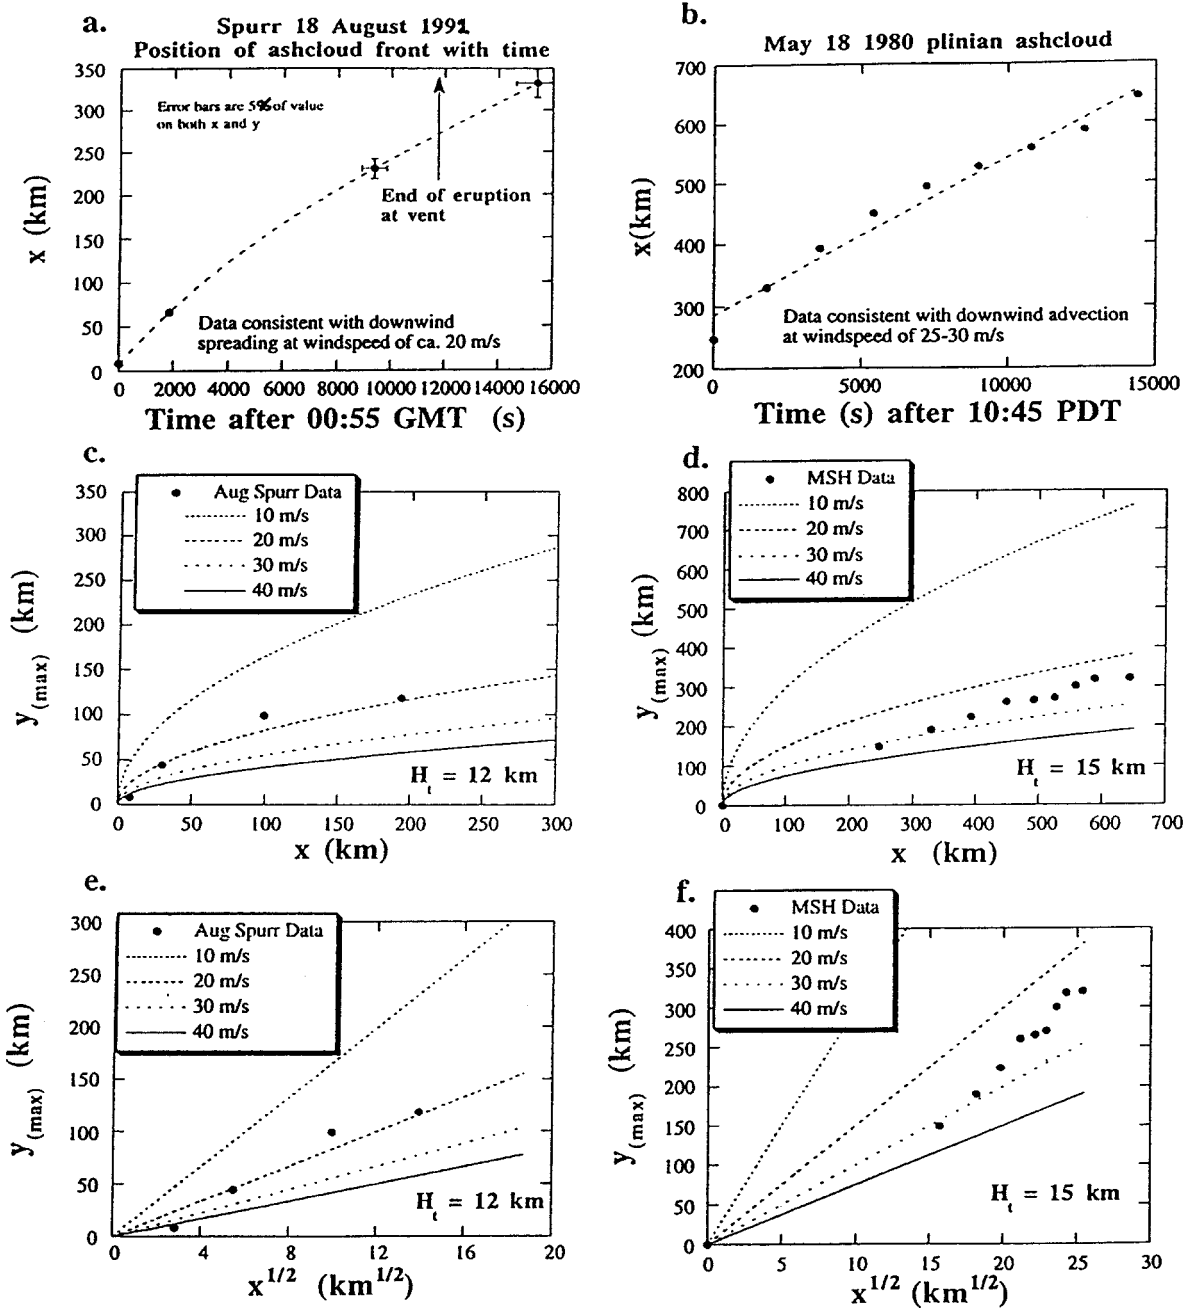 a.
Spurr 18 August 1991
Position of ashcloud front with time
350
300
250
200
150
100
50
0
x (km)
Error bars are 5% of value
on both x and y
End of eruption
at vent
Data consistent with downwind
spreading at windspeed of ca. 20 m/s
0 2000 4000 6000 8000 10000 12000 14000 16000
Time after 00:55 GMT (s)
b.
May 18 1980 plinian ashcloud
700
600
500
400
300
200
x(km)
Data consistent with downwind advection
at windspeed of 25-30 m/s
0 5000 10000 15000
Time (s) after 10:45 PDT
c.
350
300
250
200
150
100
50
0
y(max) (km)
Aug Spurr Data
10 m/s
20 m/s
30 m/s
40 m/s
Ht = 12 km
0 50 100 150 200 250 300
x (km)
d.
800
700
600
500
400
300
200
100
0
y(max) (km)
MSH Data
10 m/s
20 m/s
30 m/s
40 m/s
Ht = 15 km
0 100 200 300 400 500 600 700
x (km)
e.
300
250
200
150
100
50
0
y(max) (km)
Aug Spurr Data
10 m/s
20 m/s
30 m/s
40 m/s
Ht = 12 km
0 4 8 12 16 20
x1/2 (km1/2)
f.
400
350
300
250
200
150
100
50
0
y(max) (km)
MSH Data
10 m/s
20 m/s
30 m/s
40 m/s
Ht = 15 km
0 5 10 15 20 25 30
x1/2 (km1/2)